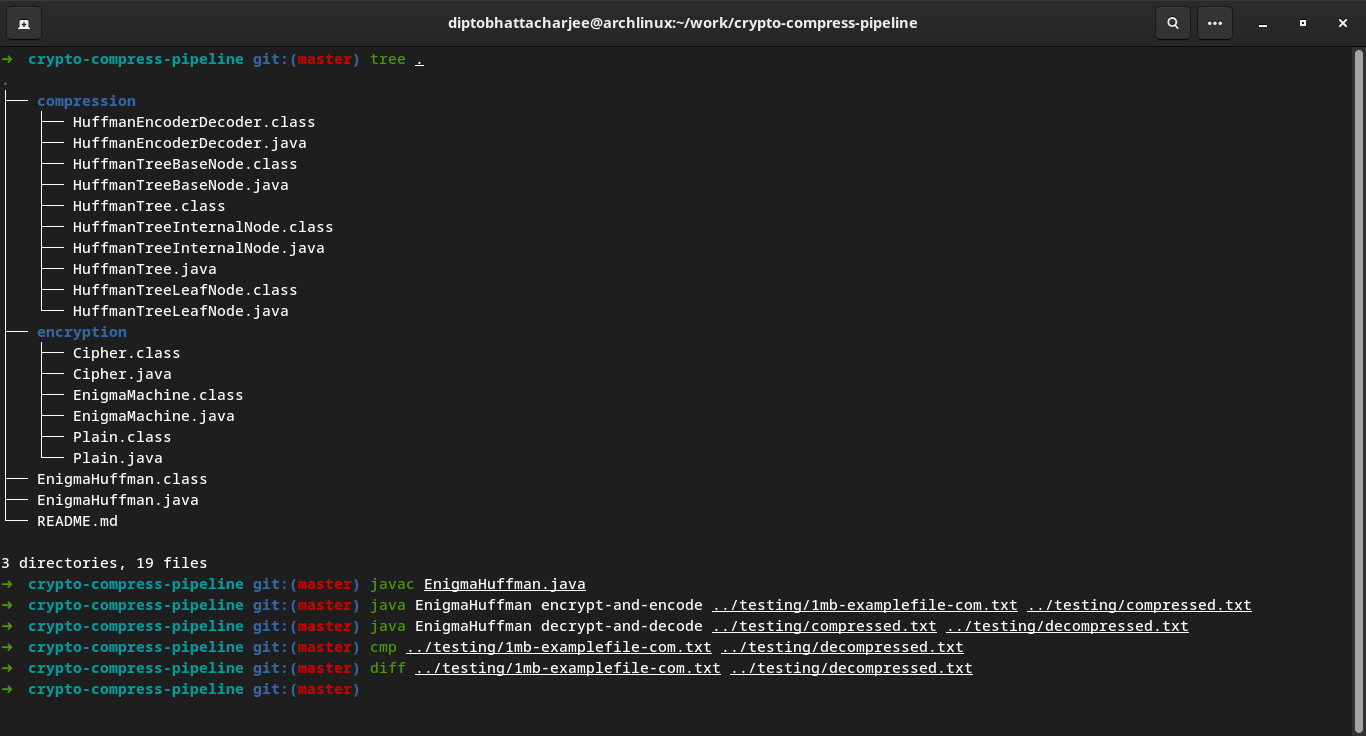 diptobhattacharjee@archlinux:~/work/crypto-compress-pipeline
➜  crypto-compress-pipeline git:(master) tree .
.
├── compression
│   ├── HuffmanEncoderDecoder.class
│   ├── HuffmanEncoderDecoder.java
│   ├── HuffmanTreeBaseNode.class
│   ├── HuffmanTreeBaseNode.java
│   ├── HuffmanTree.class
│   ├── HuffmanTreeInternalNode.class
│   ├── HuffmanTreeInternalNode.java
│   ├── HuffmanTree.java
│   ├── HuffmanTreeLeafNode.class
│   └── HuffmanTreeLeafNode.java
├── encryption
│   ├── Cipher.class
│   ├── Cipher.java
│   ├── EnigmaMachine.class
│   ├── EnigmaMachine.java
│   ├── Plain.class
│   └── Plain.java
├── EnigmaHuffman.class
├── EnigmaHuffman.java
└── README.md

3 directories, 19 files
➜  crypto-compress-pipeline git:(master) javac EnigmaHuffman.java
➜  crypto-compress-pipeline git:(master) java EnigmaHuffman encrypt-and-encode ../testing/1mb-examplefile-com.txt ../testing/compressed.txt
➜  crypto-compress-pipeline git:(master) java EnigmaHuffman decrypt-and-decode ../testing/compressed.txt ../testing/decompressed.txt
➜  crypto-compress-pipeline git:(master) cmp ../testing/1mb-examplefile-com.txt ../testing/decompressed.txt
➜  crypto-compress-pipeline git:(master) diff ../testing/1mb-examplefile-com.txt ../testing/decompressed.txt
➜  crypto-compress-pipeline git:(master)